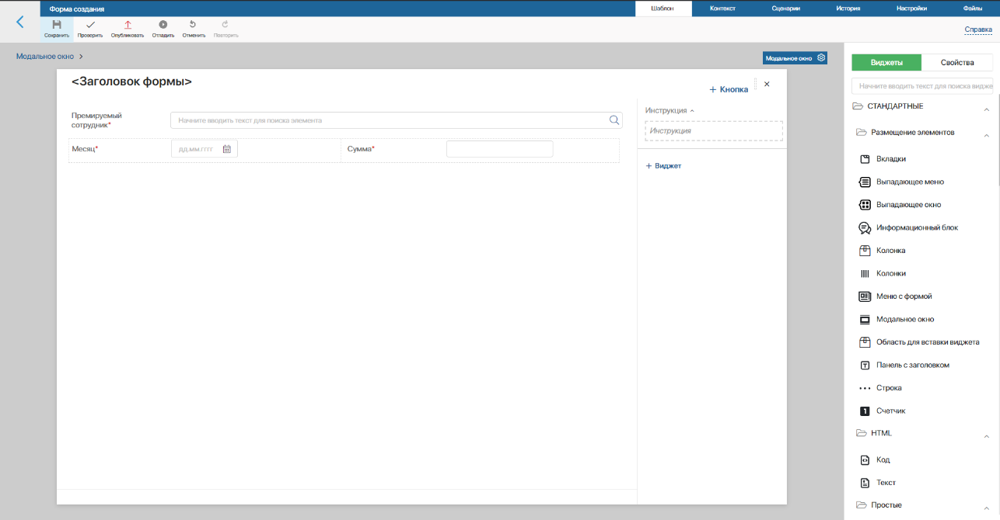 Форма создания
Шаблон
Контекст
Сценарии
История
Настройки
Файлы
Сохранить
Проверить
Опубликовать
Отладить
Отменить
Повторить
Справка
Модальное окно >
Модальное окно
Виджеты
Свойства
<Заголовок формы>
+ Кнопка
Начните вводить текст для поиска видже
СТАНДАРТНЫЕ
Премируемый
сотрудник*
Начните вводить текст для поиска элемента
Инструкция
Инструкция
Месяц*
дд.мм.гггг
Сумма*
+ Виджет
Размещение элементов
Вкладки
Выпадающее меню
Выпадающее окно
Информационный блок
Колонка
Колонки
Меню с формой
Модальное окно
Область для вставки виджета
Панель с заголовком
Строка
Счетчик
HTML
Код
Текст
Простые